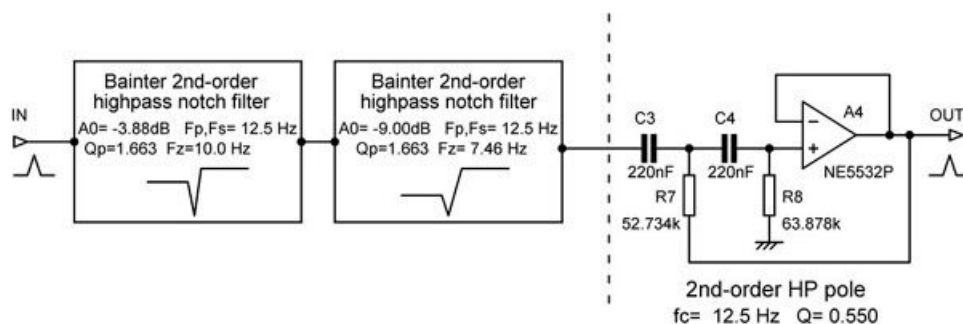 IN
Bainter 2nd-order
highpass notch filter
A0= -3.88dB Fp,Fs= 12.5 Hz
Qp=1.663 Fz=10.0 Hz
Bainter 2nd-order
highpass notch filter
A0= -9.00dB Fp,Fs= 12.5 Hz
Qp=1.663 Fz= 7.46 Hz
C3
220nF
C4
220nF
R7
52.734k
R8
63.878k
−
+
A4
NE5532P
OUT
2nd-order HP pole
fc= 12.5 Hz Q= 0.550